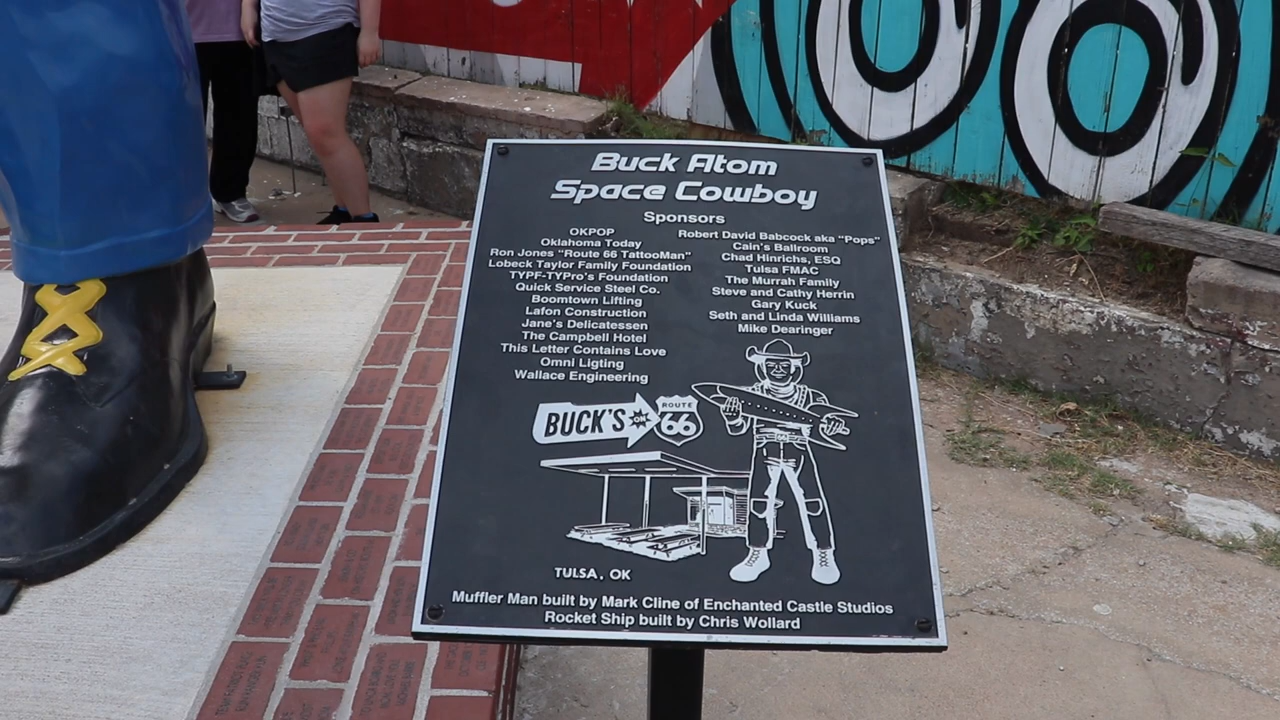 Buck Atom
Space Cowboy
Sponsors
OKPOP
Oklahoma Today
Ron Jones "Route 66 TattooMan"
Lobeck Taylor Family Foundation
TYPF-TYPro's Foundation
Quick Service Steel Co.
Boomtown Lifting
Lafon Construction
Jane's Delicatessen
The Campbell Hotel
This Letter Contains Love
Omni Ligting
Wallace Engineering
Robert David Babcock aka "Pops"
Cain's Ballroom
Chad Hinrichs, ESQ
Tulsa FMAC
The Murrah Family
Steve and Cathy Herrin
Gary Kuck
Seth and Linda Williams
Mike Dearinger
BUCK'S ON
ROUTE
66
66
TULSA, OK
Muffler Man built by Mark Cline of Enchanted Castle Studios
Rocket Ship built by Chris Wollard